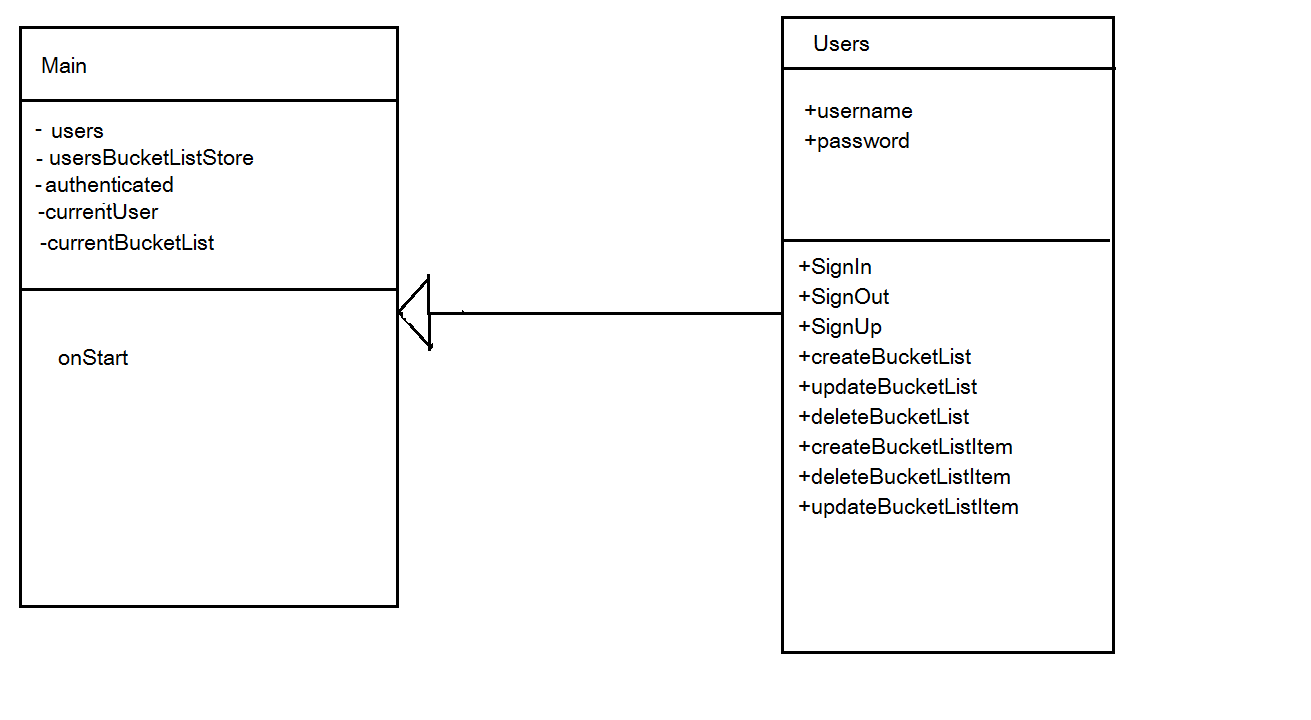 Main
- users
- usersBucketListStore
-authenticated
-currentUser
-currentBucketList
onStart
Users
+username
+password
+SignIn
+SignOut
+SignUp
+createBucketList
+updateBucketList
+deleteBucketList
+createBucketListItem
+deleteBucketListItem
+updateBucketListItem